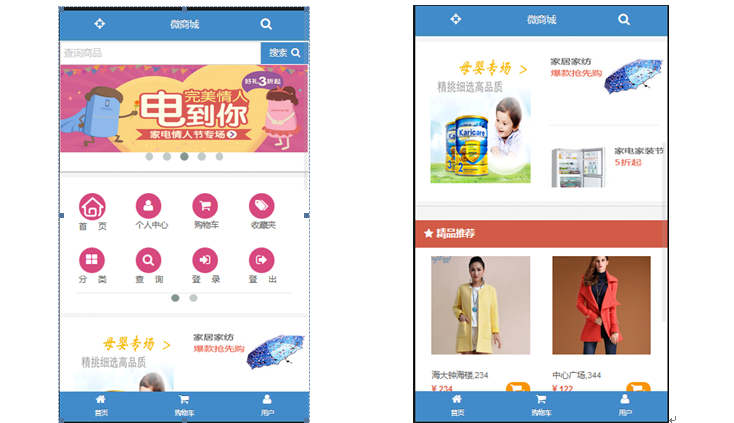 微商城
查询商品
搜索
好礼3折起
完美情人
电到你
家电情人节专场
首 页
个人中心
购物车
收藏夹
分 类
查 询
登 录
登 出
母婴专场 >
精挑细选高品质
家居家纺
爆款抢先购
首页
购物车
用户
微商城
母婴专场 >
精挑细选高品质
家居家纺
爆款抢先购
Karicare
3
2
家电家装节
5折起
精品推荐
海大钟海楼,234
中心广场,344
¥ 234
¥ 122
首页
购物车
用户